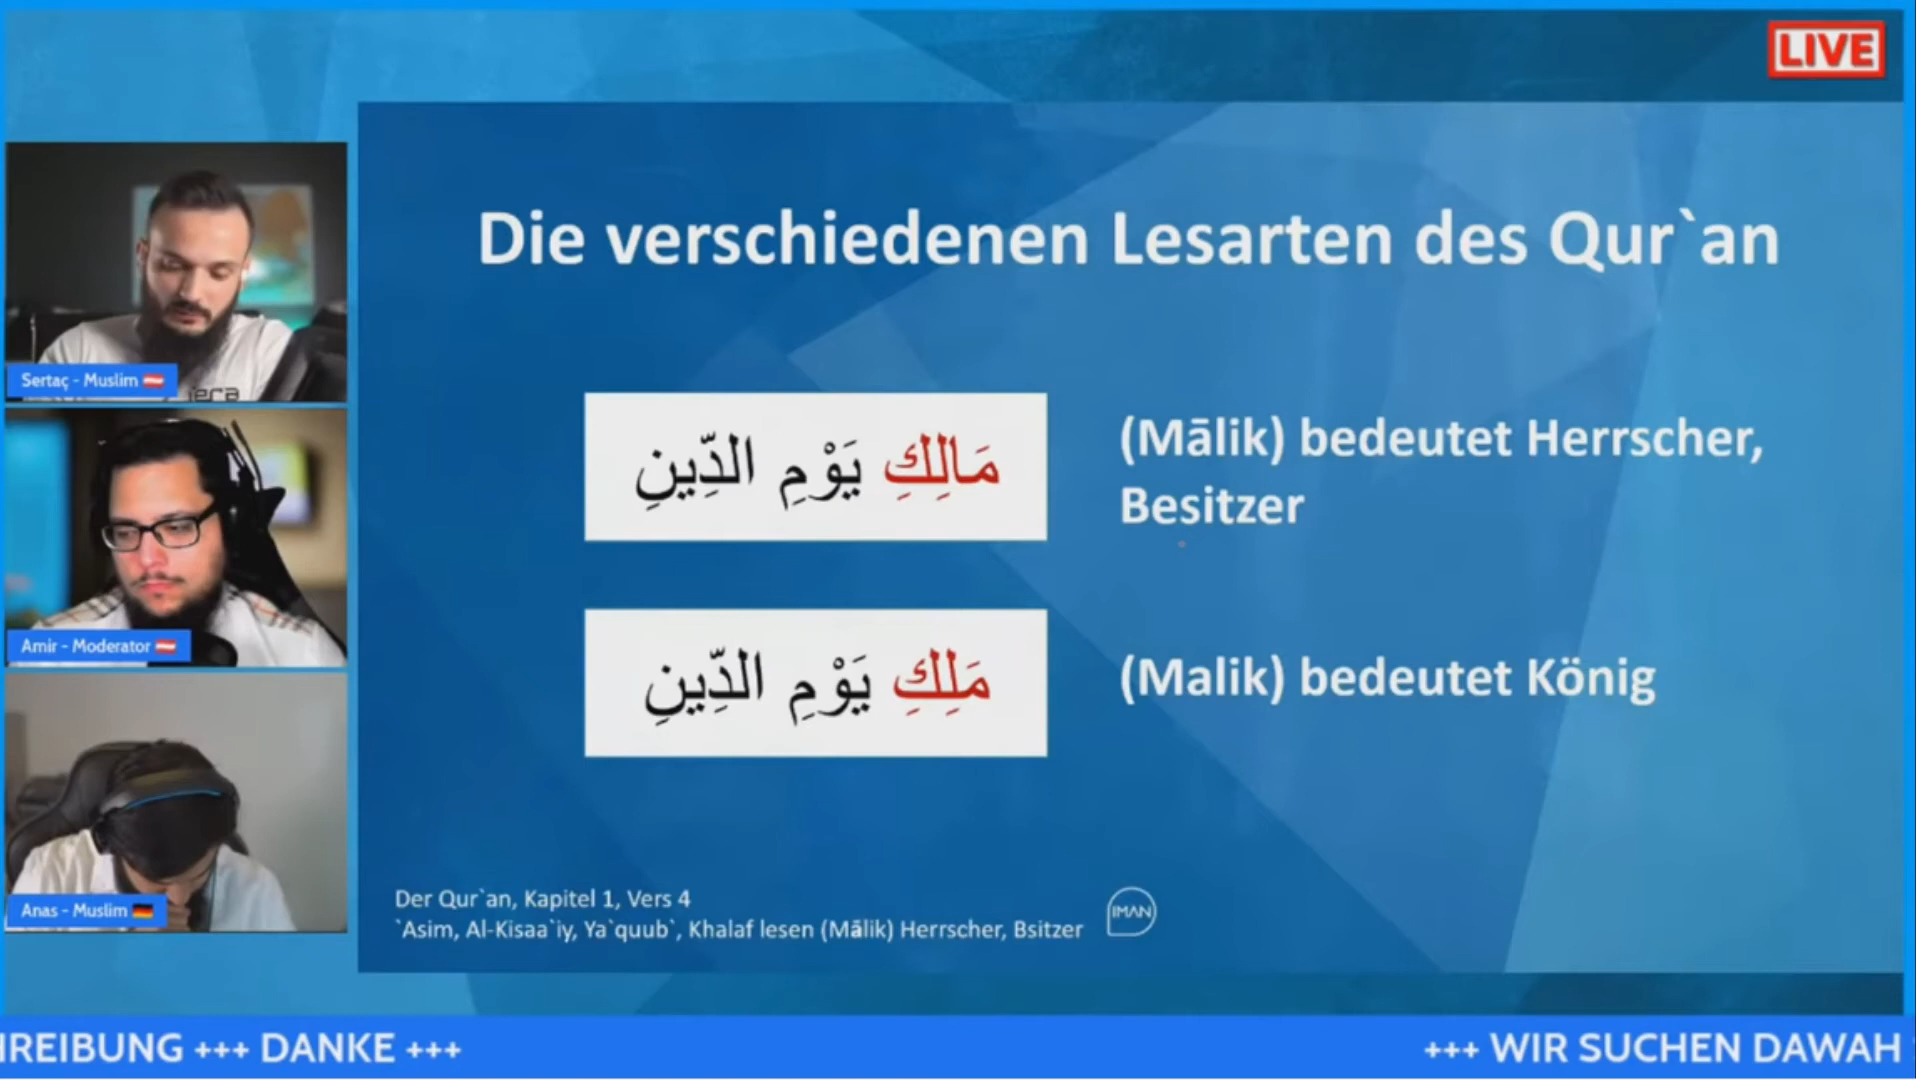 LIVE
Die verschiedenen Lesarten des Qur`an
مَالِكِ يَوْمِ الدِّينِ
(Mālik) bedeutet Herrscher,
Besitzer
مَلِكِ يَوْمِ الدِّينِ
(Malik) bedeutet König
Sertaç - Muslim
Amir - Moderator
Anas - Muslim
Der Qur`an, Kapitel 1, Vers 4
`Asim, Al-Kisaa`iy, Ya`quub`, Khalaf lesen (Mālik) Herrscher, Bsitzer
IMAN
HREIBUNG +++ DANKE +++ +++ WIR SUCHEN DAWAH